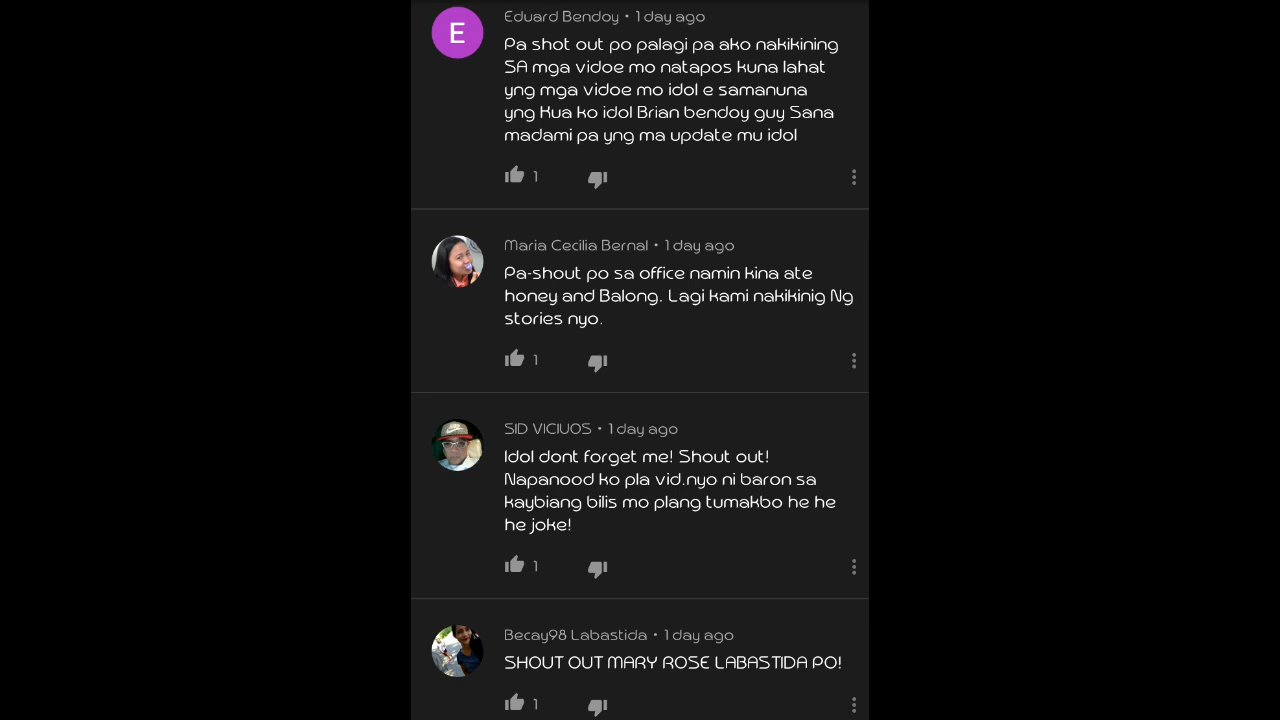 E
Eduard Bendoy • 1 day ago
Pa shot out po palagi pa ako nakikining
SA mga vidoe mo natapos kuna lahat
yng mga vidoe mo idol e samanuna
yng Kua ko idol Brian bendoy guy Sana
madami pa yng ma update mu idol
1
Maria Cecilia Bernal • 1 day ago
Pa-shout po sa office namin kina ate
honey and Balong. Lagi kami nakikinig Ng
stories nyo.
1
SID VICIUOS • 1 day ago
Idol dont forget me! Shout out!
Napanood ko pla vid.nyo ni baron sa
kaybiang bilis mo plang tumakbo he he
he joke!
1
Becay98 Labastida • 1 day ago
SHOUT OUT MARY ROSE LABASTIDA PO!
1